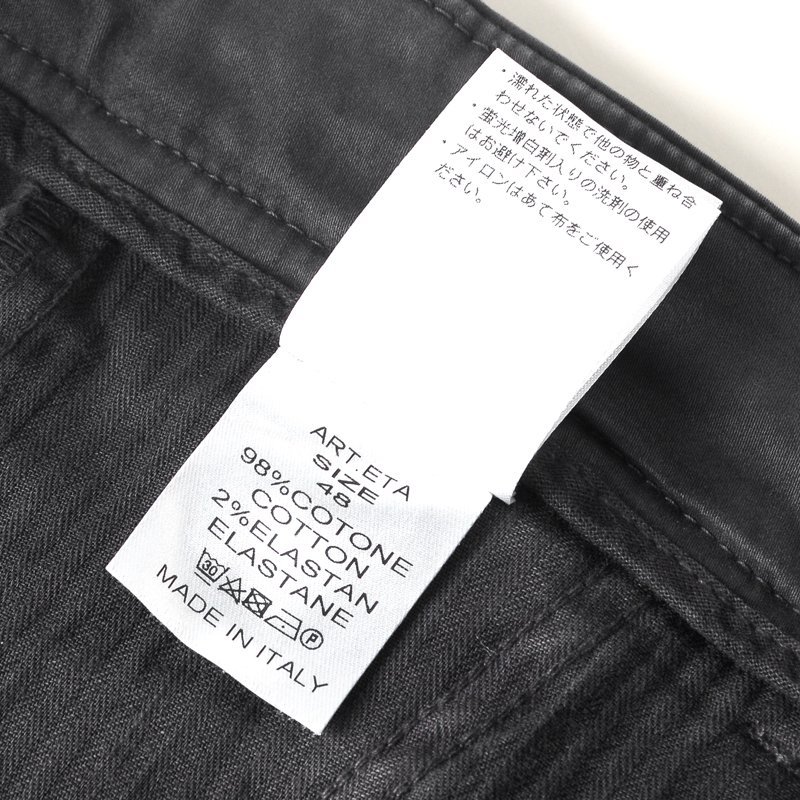 ・濡れた状態で他の物と重ね合
わせないでください。
・蛍光増白剤入りの洗剤の使用
はお避け下さい。
・アイロンはあて布をご使用く
ださい。
ART.ETA
SIZE
48
98%COTONE
COTTON
2%ELASTAN
ELASTANE
30 P
MADE IN ITALY